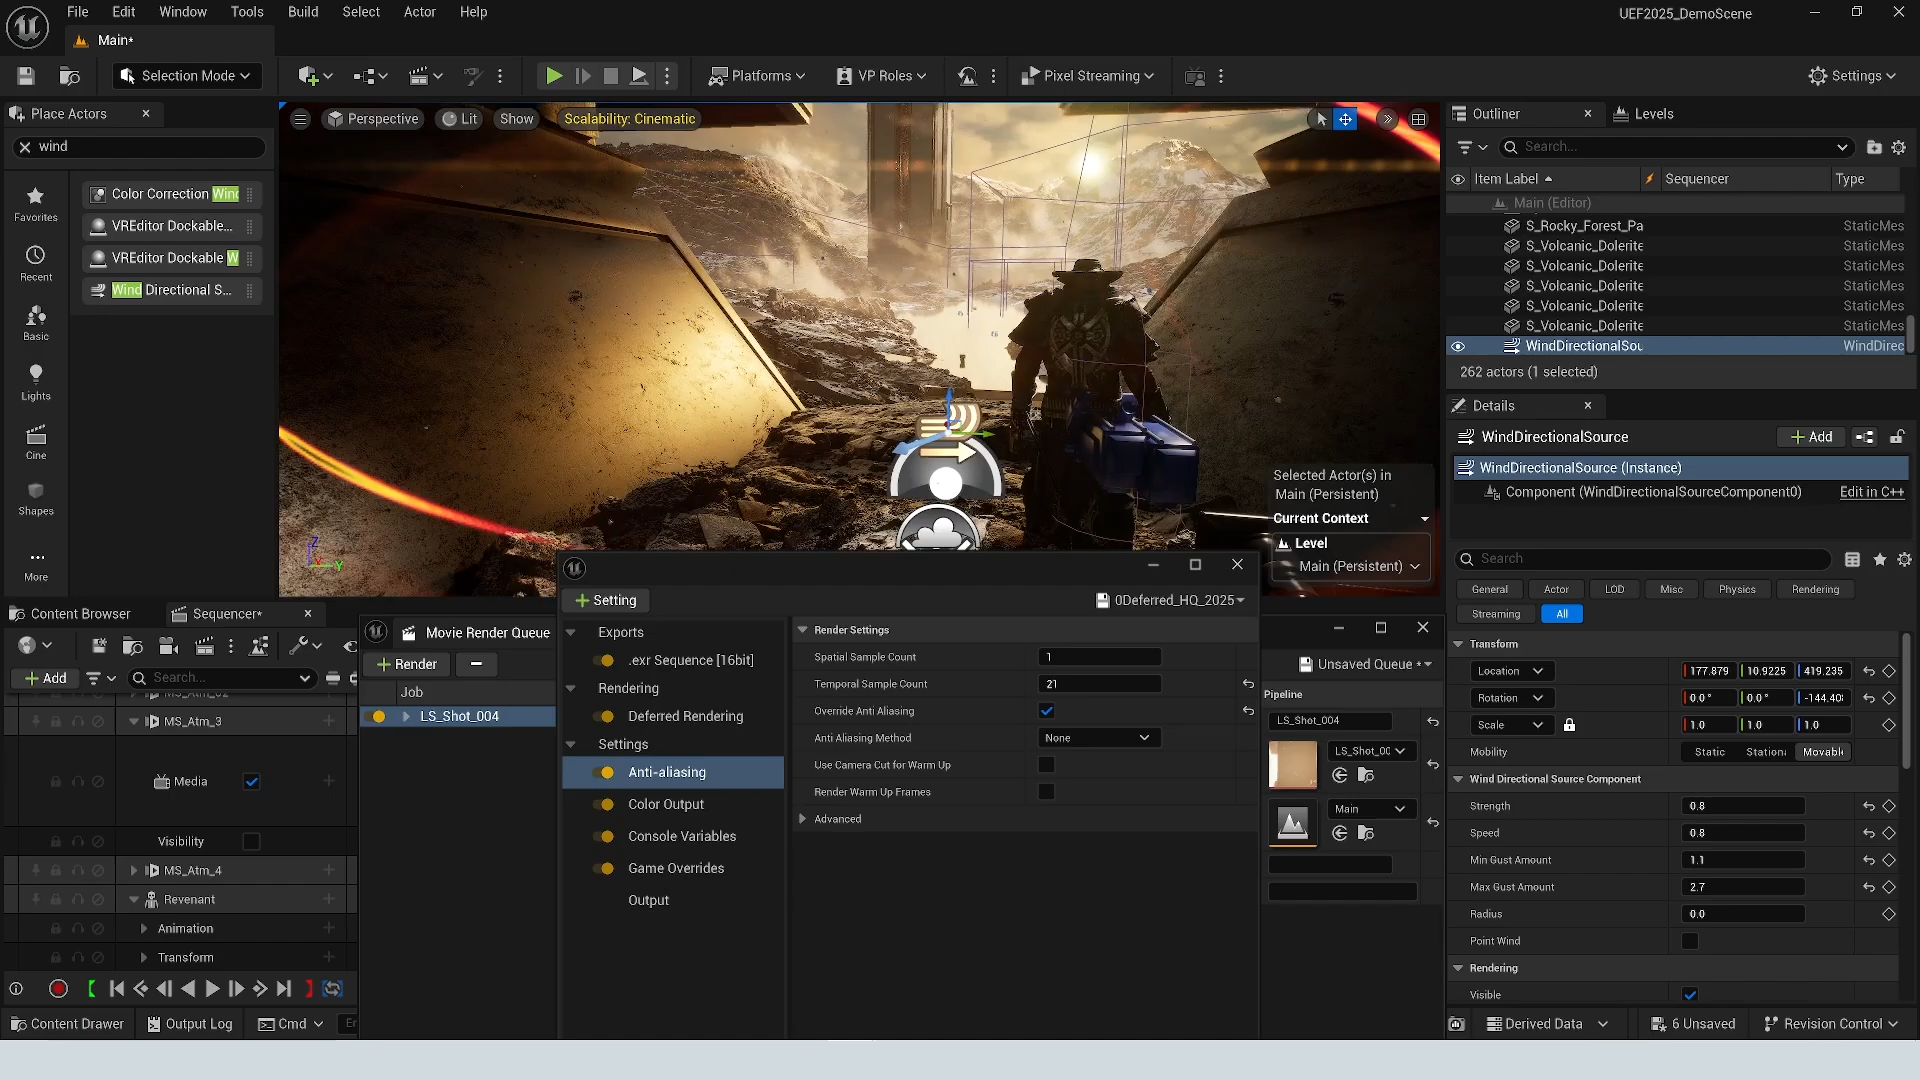 File Edit Window Tools Build Select Actor Help
UEF2025_DemoScene
Main*
Selection Mode
Platforms
VP Roles
Pixel Streaming
Settings
Place Actors
wind
Favorites
Recent
Basic
Lights
Cine
Shapes
More
Color Correction Wind
VREditor Dockable...
VREditor Dockable W
Wind Directional S...
Perspective
Lit
Show
Scalability: Cinematic
Selected Actor(s) in
Main (Persistent)
Current Context
Level
Main (Persistent)
Outliner
Levels
Search...
Item Label
Sequencer
Type
Main (Editor)
S_Rocky_Forest_Pa StaticMes
S_Volcanic_Dolerite StaticMes
S_Volcanic_Dolerite StaticMes
S_Volcanic_Dolerite StaticMes
S_Volcanic_Dolerite StaticMes
S_Volcanic_Dolerite StaticMes
WindDirectionalSou WindDirec
262 actors (1 selected)
Details
WindDirectionalSource
Add
WindDirectionalSource (Instance)
Component (WindDirectionalSourceComponent0) Edit in C++
Search
General Actor LOD Misc Physics Rendering
Streaming All
Transform
Location 177.879 10.9225 419.235
Rotation 0.0° 0.0° -144.40
Scale 1.0 1.0 1.0
Mobility Static Stationa Movable
Wind Directional Source Component
Strength 0.8
Speed 0.8
Min Gust Amount 1.1
Max Gust Amount 2.7
Radius 0.0
Point Wind
Rendering
Visible
Content Browser
Sequencer*
Add
Search...
MS_Atm_3
Media
Visibility
MS_Atm_4
Revenant
Animation
Transform
Content Drawer
Output Log
Cmd
Movie Render Queue
Render
Job
LS_Shot_004
Setting
0Deferred_HQ_2025
Exports
.exr Sequence [16bit]
Rendering
Deferred Rendering
Settings
Anti-aliasing
Color Output
Console Variables
Game Overrides
Output
Render Settings
Spatial Sample Count 1
Temporal Sample Count 21
Override Anti Aliasing
Anti Aliasing Method None
Use Camera Cut for Warm Up
Render Warm Up Frames
Advanced
Unsaved Queue *
Pipeline
LS_Shot_004
LS_Shot_00
Main
Derived Data
6 Unsaved
Revision Control